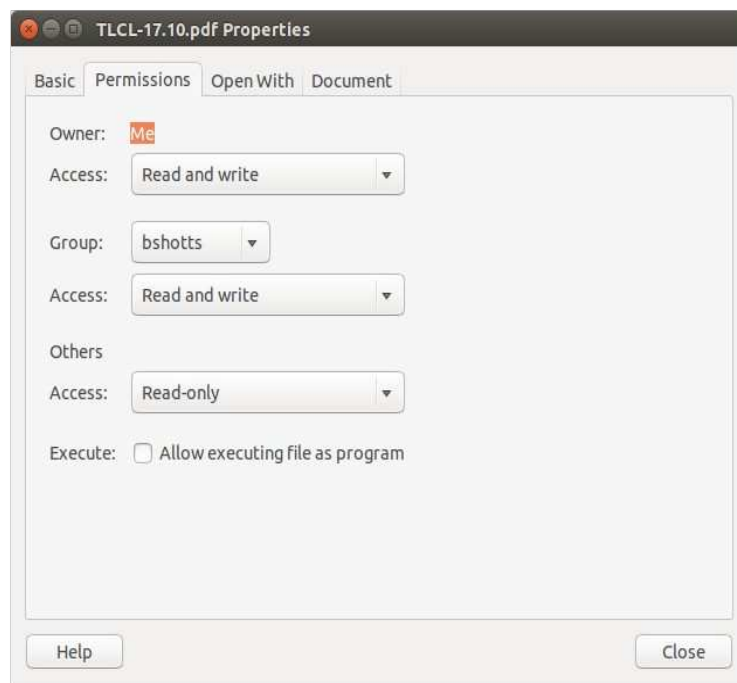 TLCL-17.10.pdf Properties
Basic Permissions Open With Document
Owner: Me
Access: Read and write
Group: bshotts
Access: Read and write
Others
Access: Read-only
Execute: Allow executing file as program
Help Close